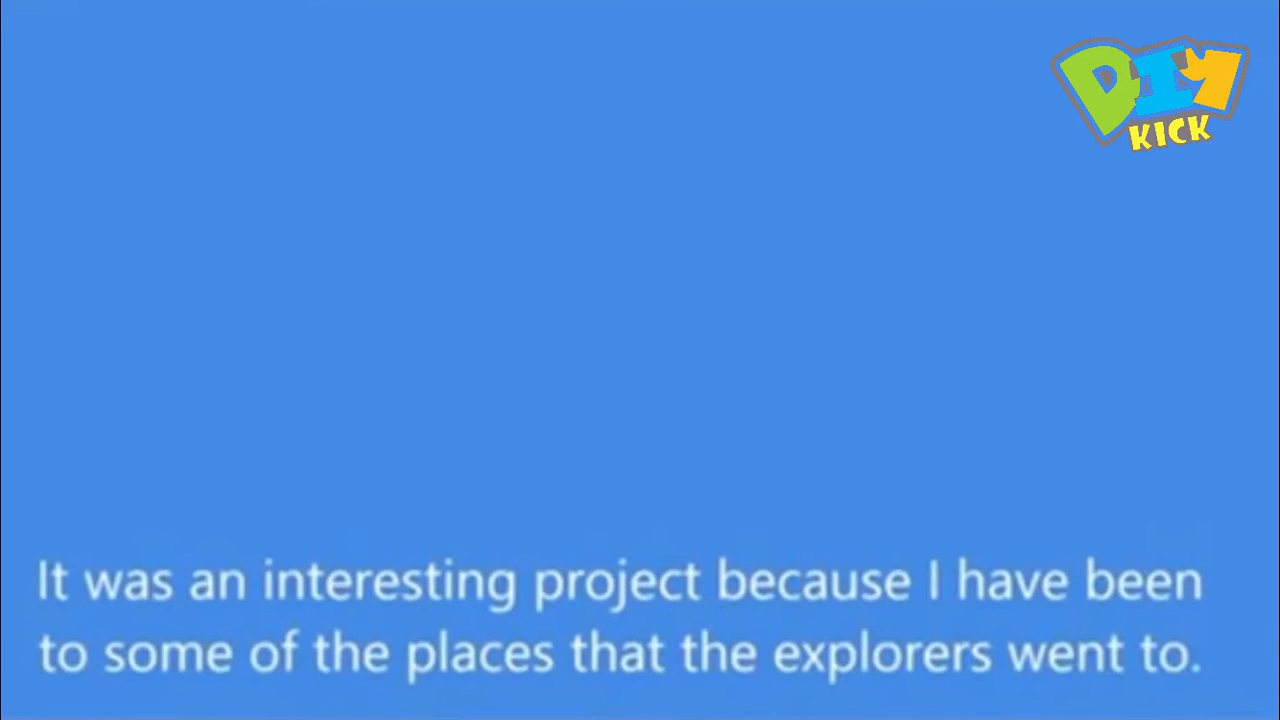 DIY
KICK
It was an interesting project because I have been
to some of the places that the explorers went to.